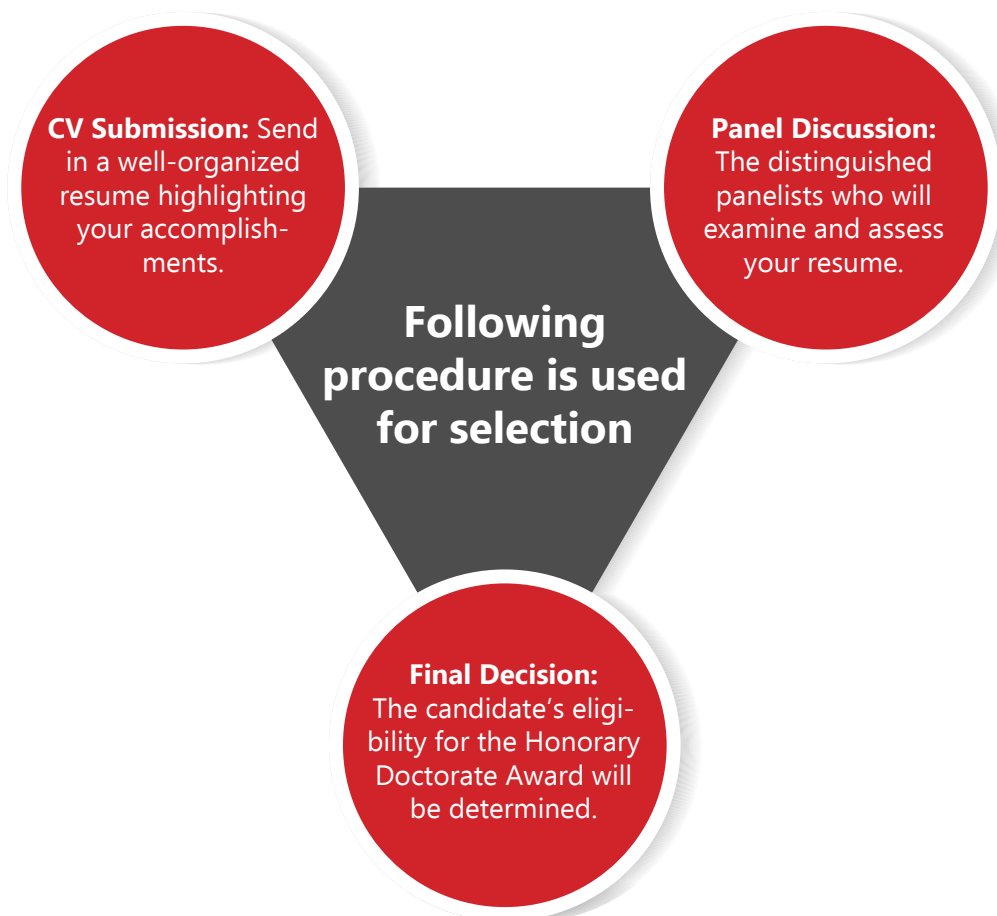 CV Submission: Send
in a well-organized
resume highlighting
your accomplish-
ments.
Panel Discussion:
The distinguished
panelists who will
examine and assess
your resume.
Following
procedure is used
for selection
Final Decision:
The candidate’s eligi-
bility for the Honorary
Doctorate Award will
be determined.